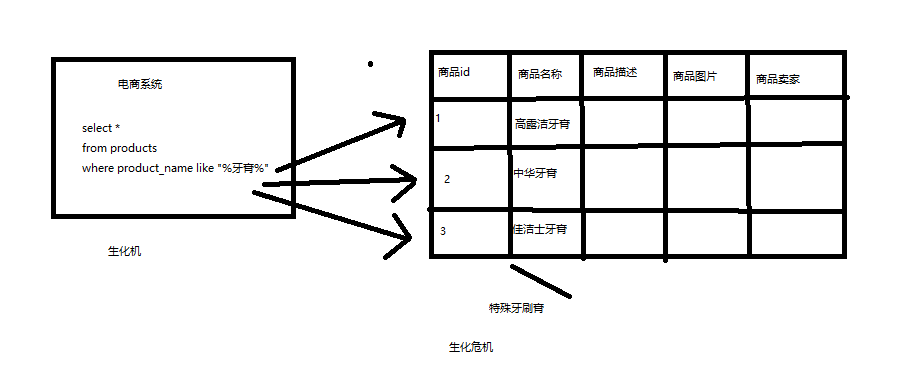 电商系统
select *
from products
where product_name like "%牙膏%"
生化机
商品id 商品名称 商品描述 商品图片 商品卖家
1 高露洁牙膏
2 中华牙膏
3 佳洁士牙膏
特殊牙刷膏
生化危机